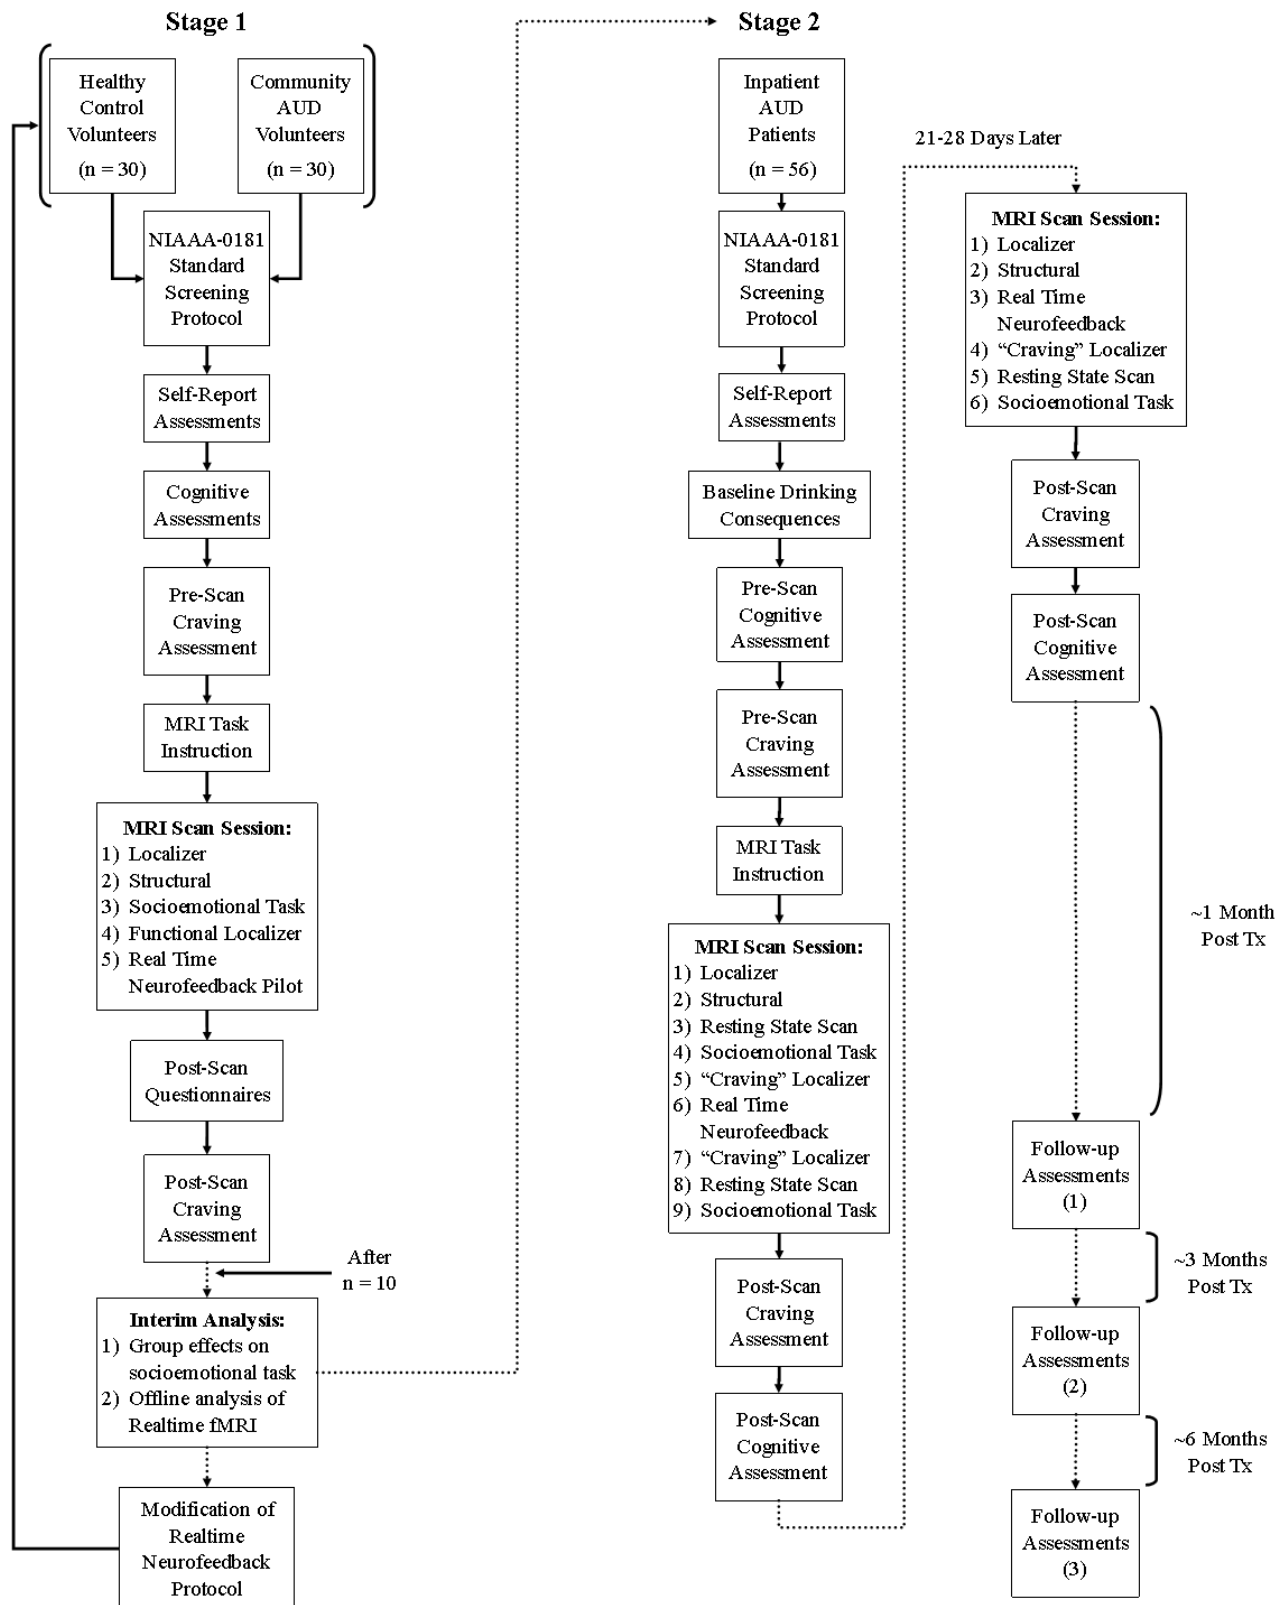 Stage 1
Healthy
Control
Volunteers
(n = 30)
Community
AUD
Volunteers
(n = 30)
NIAAA-0181
Standard
Screening
Protocol
Self-Report
Assessments
Cognitive
Assessments
Pre-Scan
Craving
Assessment
MRI Task
Instruction
MRI Scan Session:
1) Localizer
2) Structural
3) Socioemotional Task
4) Functional Localizer
5) Real Time
Neurofeedback Pilot
Post-Scan
Questionnaires
Post-Scan
Craving
Assessment
After
n = 10
Interim Analysis:
1) Group effects on
socioemotional task
2) Offline analysis of
Realtime fMRI
Modification of
Realtime
Neurofeedback
Protocol
Stage 2
Inpatient
AUD
Patients
(n = 56)
NIAAA-0181
Standard
Screening
Protocol
Self-Report
Assessments
Baseline Drinking
Consequences
Pre-Scan
Cognitive
Assessment
Pre-Scan
Craving
Assessment
MRI Task
Instruction
MRI Scan Session:
1) Localizer
2) Structural
3) Resting State Scan
4) Socioemotional Task
5) “Craving” Localizer
6) Real Time
Neurofeedback
7) “Craving” Localizer
8) Resting State Scan
9) Socioemotional Task
Post-Scan
Craving
Assessment
Post-Scan
Cognitive
Assessment
21-28 Days Later
MRI Scan Session:
1) Localizer
2) Structural
3) Real Time
Neurofeedback
4) “Craving” Localizer
5) Resting State Scan
6) Socioemotional Task
Post-Scan
Craving
Assessment
Post-Scan
Cognitive
Assessment
~1 Month
Post Tx
Follow-up
Assessments
(1)
~3 Months
Post Tx
Follow-up
Assessments
(2)
~6 Months
Post Tx
Follow-up
Assessments
(3)